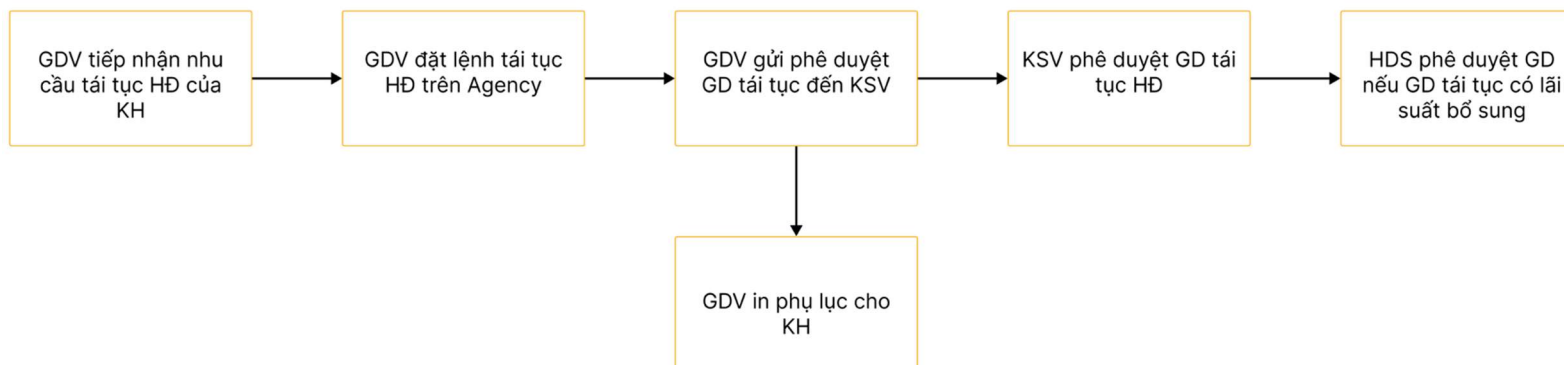 GDV tiếp nhận nhu
cầu tái tục HĐ của
KH
GDV đặt lệnh tái tục
HĐ trên Agency
GDV gửi phê duyệt
GD tái tục đến KSV
KSV phê duyệt GD tái
tục HĐ
HDS phê duyệt GD
nếu GD tái tục có lãi
suất bổ sung
GDV in phụ lục cho
KH